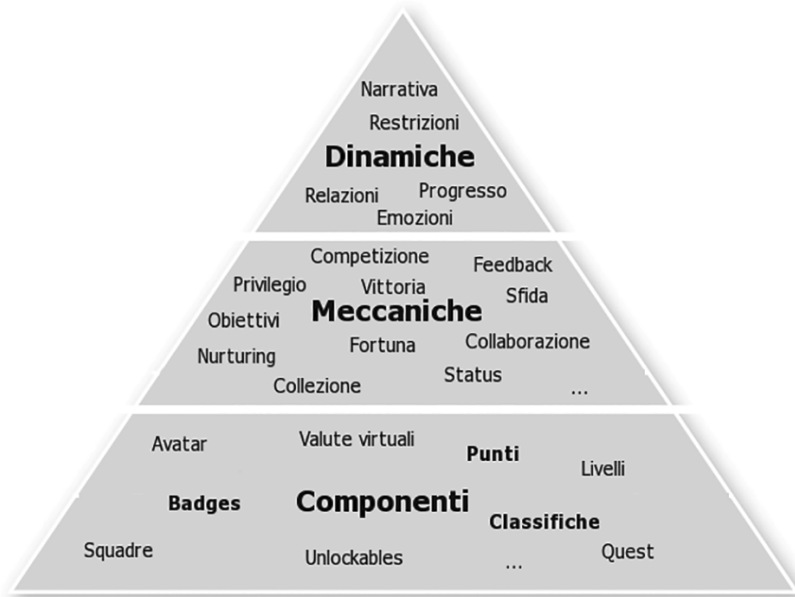 Narrativa
Restrizioni
Dinamiche
Relazioni Progresso
Emozioni
Competizione Feedback
Privilegio Vittoria Sfida
Meccaniche
Obiettivi
Fortuna Collaborazione
Nurturing
Collezione Status ...
Avatar Valute virtuali Punti
Livelli
Badges Componenti
Classifiche
Squadre Unlockables ... Quest